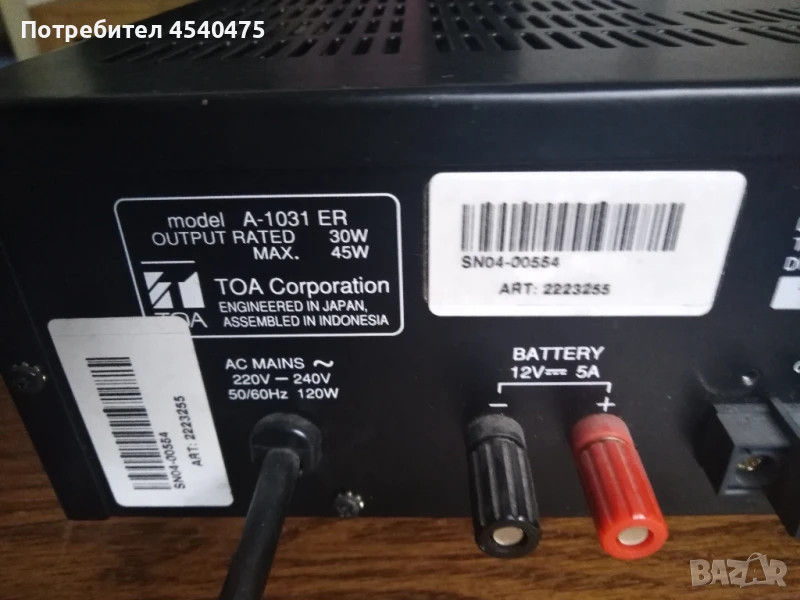 Потребител 4540475
model A-1031 ER
OUTPUT RATED 30W
MAX. 45W
TOA Corporation
ENGINEERED IN JAPAN,
ASSEMBLED IN INDONESIA
TOA
SN04-00554
ART: 2223255
AC MAINS ~
220V — 240V
50/60Hz 120W
SN04-00554
ART: 2223255
BATTERY
12V⎓ 5A
− +
BAZAR